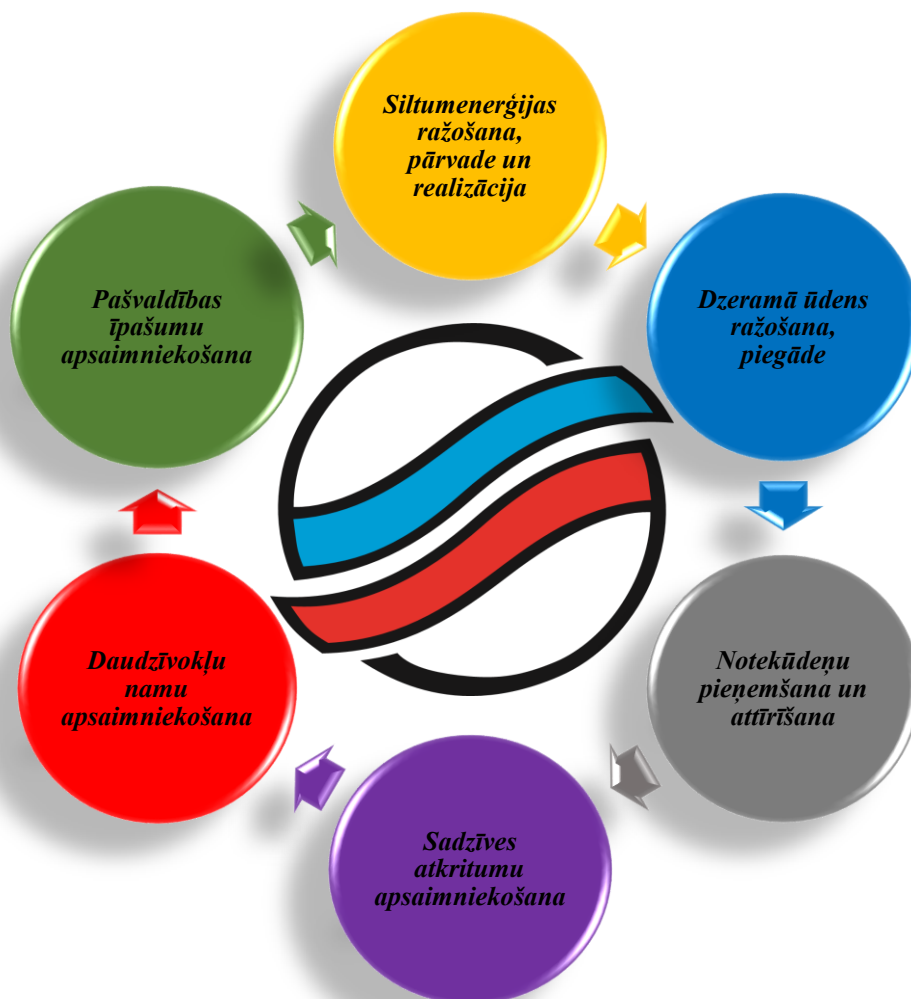 Siltumenerģijas
ražošana,
pārvade un
realizācija
Dzeramā ūdens
ražošana,
piegāde
Notekūdeņu
pieņemšana un
attīrīšana
Sadzīves
atkritumu
apsaimniekošana
Daudzīvokļu
namu
apsaimniekošana
Pašvaldības
īpašumu
apsaimniekošana